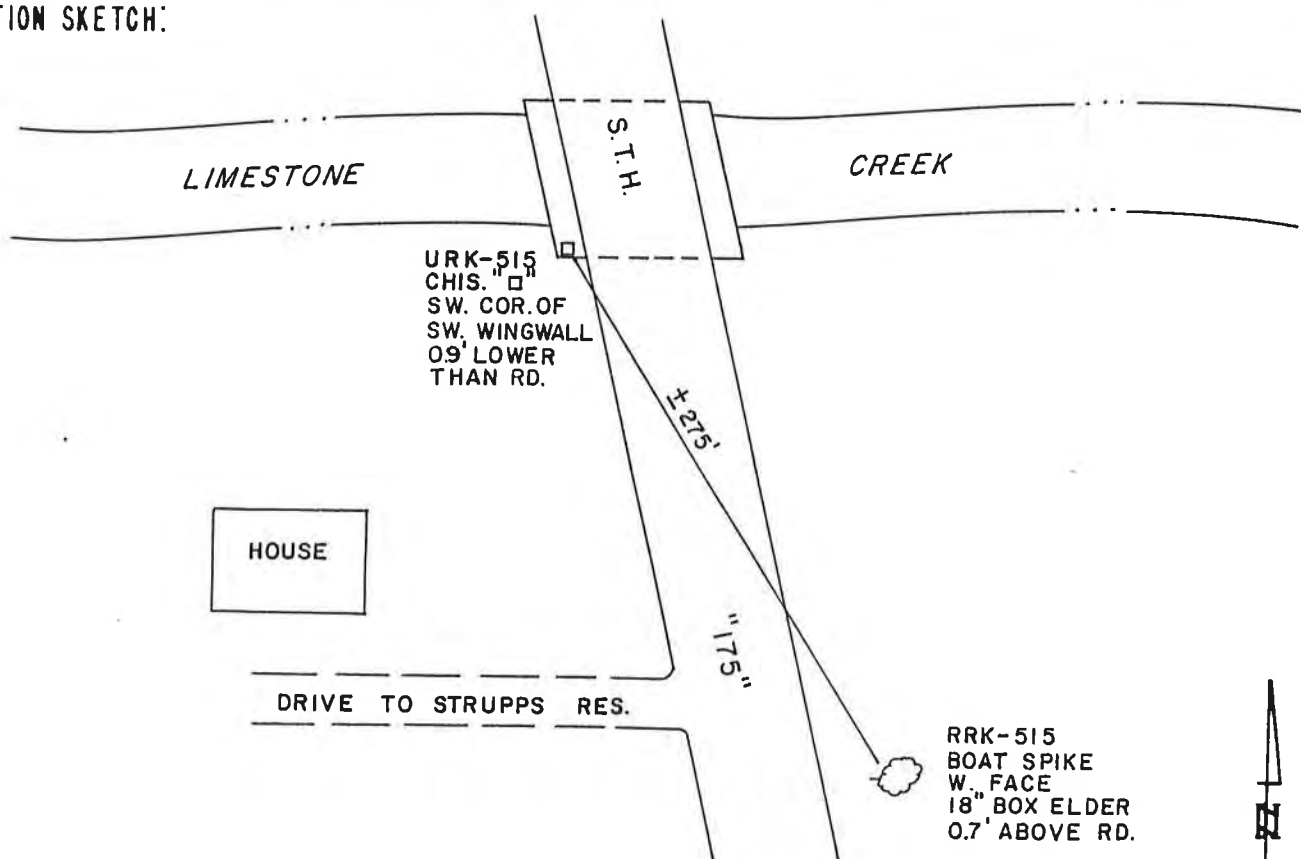 TION SKETCH:
S.T.H.
LIMESTONE
CREEK
URK-515
CHIS. "□"
SW. COR. OF
SW. WINGWALL
0.9' LOWER
THAN RD.
±275'
HOUSE
"175"
DRIVE TO STRUPPS RES.
RRK-515
BOAT SPIKE
W. FACE
18" BOX ELDER
0.7' ABOVE RD.
N